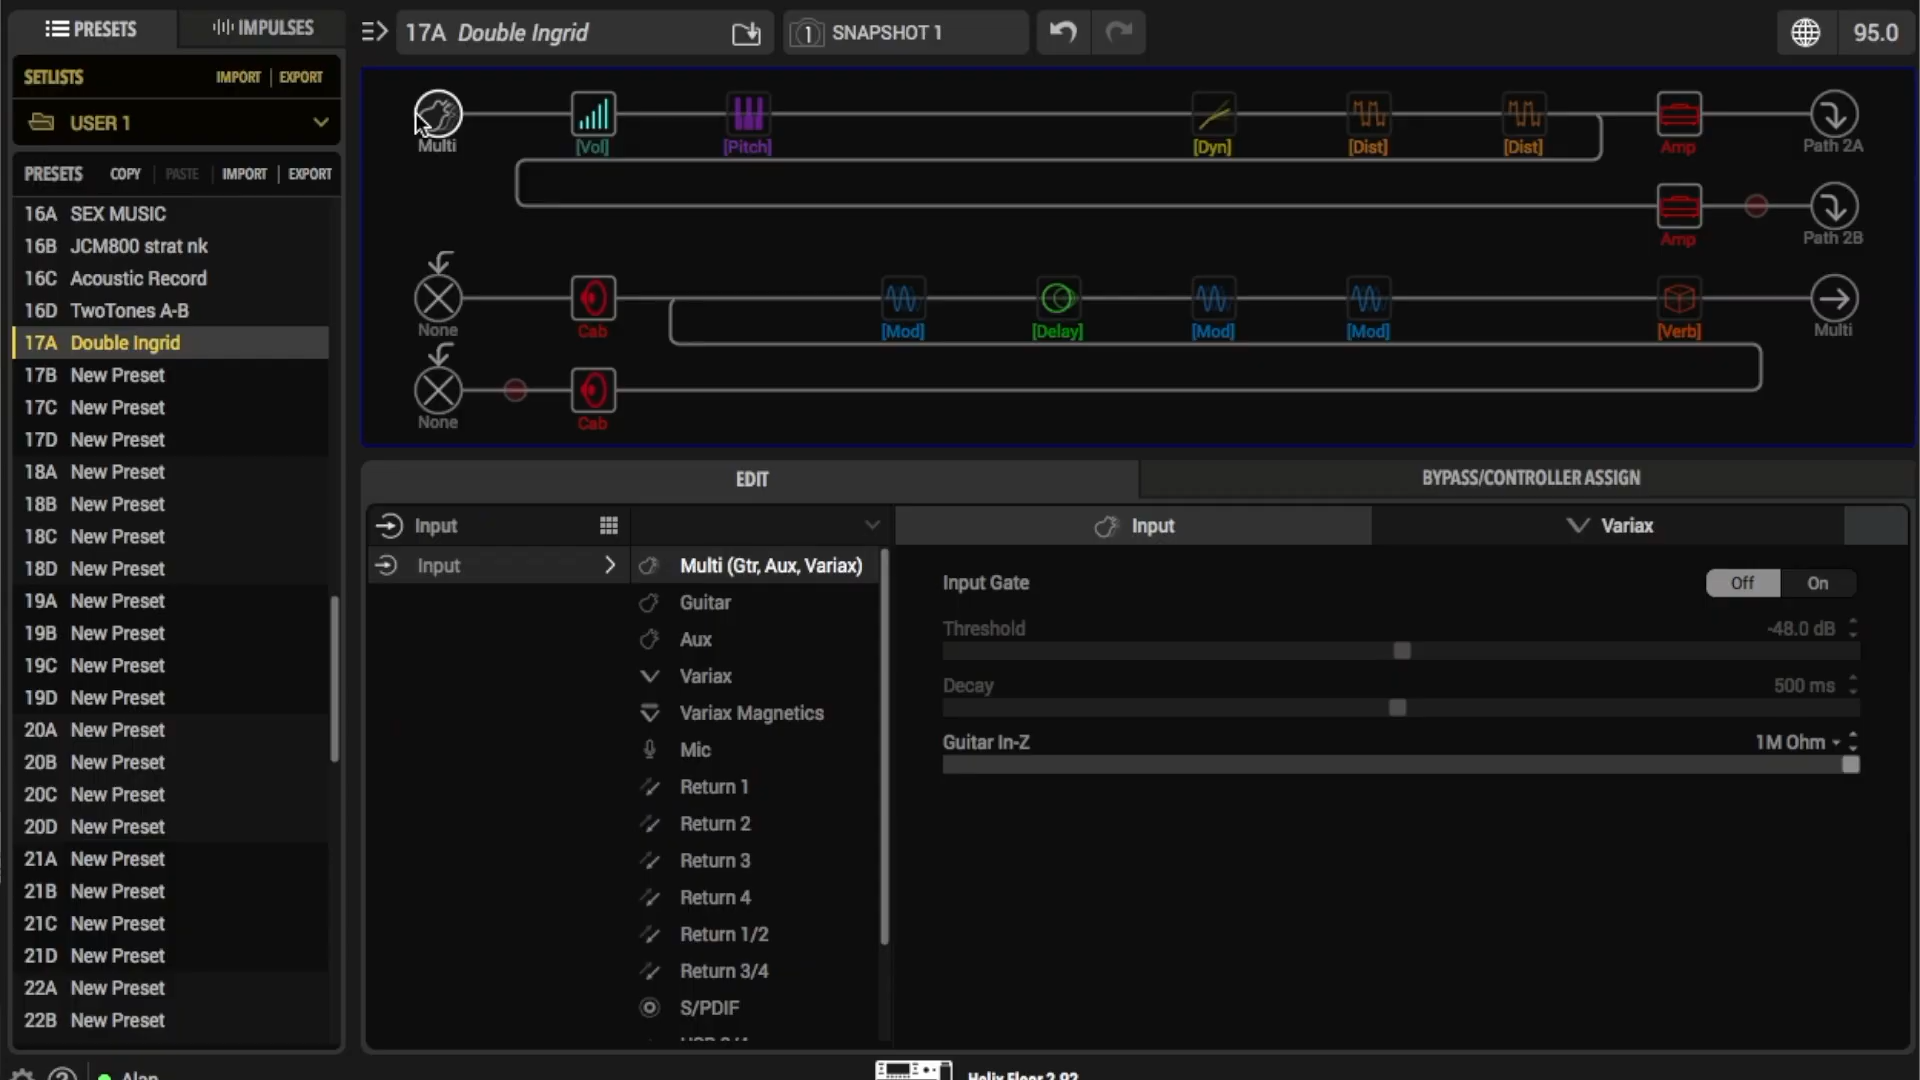 PRESETS
IMPULSES
17A Double Ingrid
1 SNAPSHOT 1
95.0
SETLISTS IMPORT | EXPORT
USER 1
PRESETS COPY | PASTE | IMPORT | EXPORT
16A SEX MUSIC
16B JCM800 strat nk
16C Acoustic Record
16D TwoTones A-B
17A Double Ingrid
17B New Preset
17C New Preset
17D New Preset
18A New Preset
18B New Preset
18C New Preset
18D New Preset
19A New Preset
19B New Preset
19C New Preset
19D New Preset
20A New Preset
20B New Preset
20C New Preset
20D New Preset
21A New Preset
21B New Preset
21C New Preset
21D New Preset
22A New Preset
22B New Preset
Multi [Vol] [Pitch] [Dyn] [Dist] [Dist] Amp Path 2A
Amp Path 2B
None Cab [Mod] [Delay] [Mod] [Mod] [Verb] Multi
None Cab
EDIT
BYPASS/CONTROLLER ASSIGN
Input
Input
Multi (Gtr, Aux, Variax)
Guitar
Aux
Variax
Variax Magnetics
Mic
Return 1
Return 2
Return 3
Return 4
Return 1/2
Return 3/4
S/PDIF
Input
Variax
Input Gate Off On
Threshold -48.0 dB
Decay 500 ms
Guitar In-Z 1M Ohm
Alan
Helix Floor 2.92